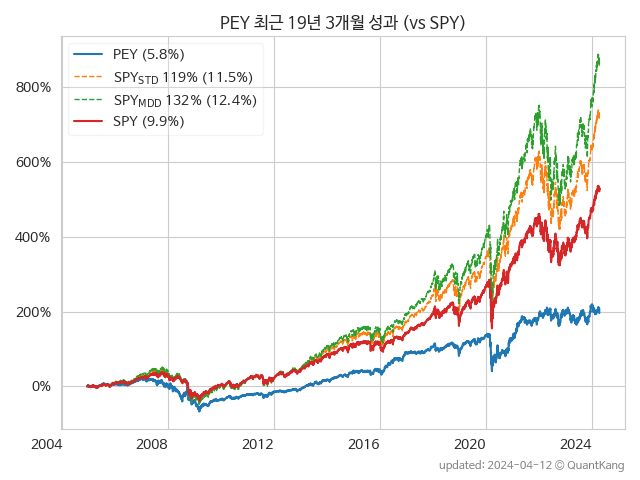 PEY 최근 19년 3개월 성과 (vs SPY)
PEY (5.8%)
SPY_STD 119% (11.5%)
SPY_MDD 132% (12.4%)
SPY (9.9%)
800%
600%
400%
200%
0%
2004 2008 2012 2016 2020 2024
updated: 2024-04-12 © QuantKang